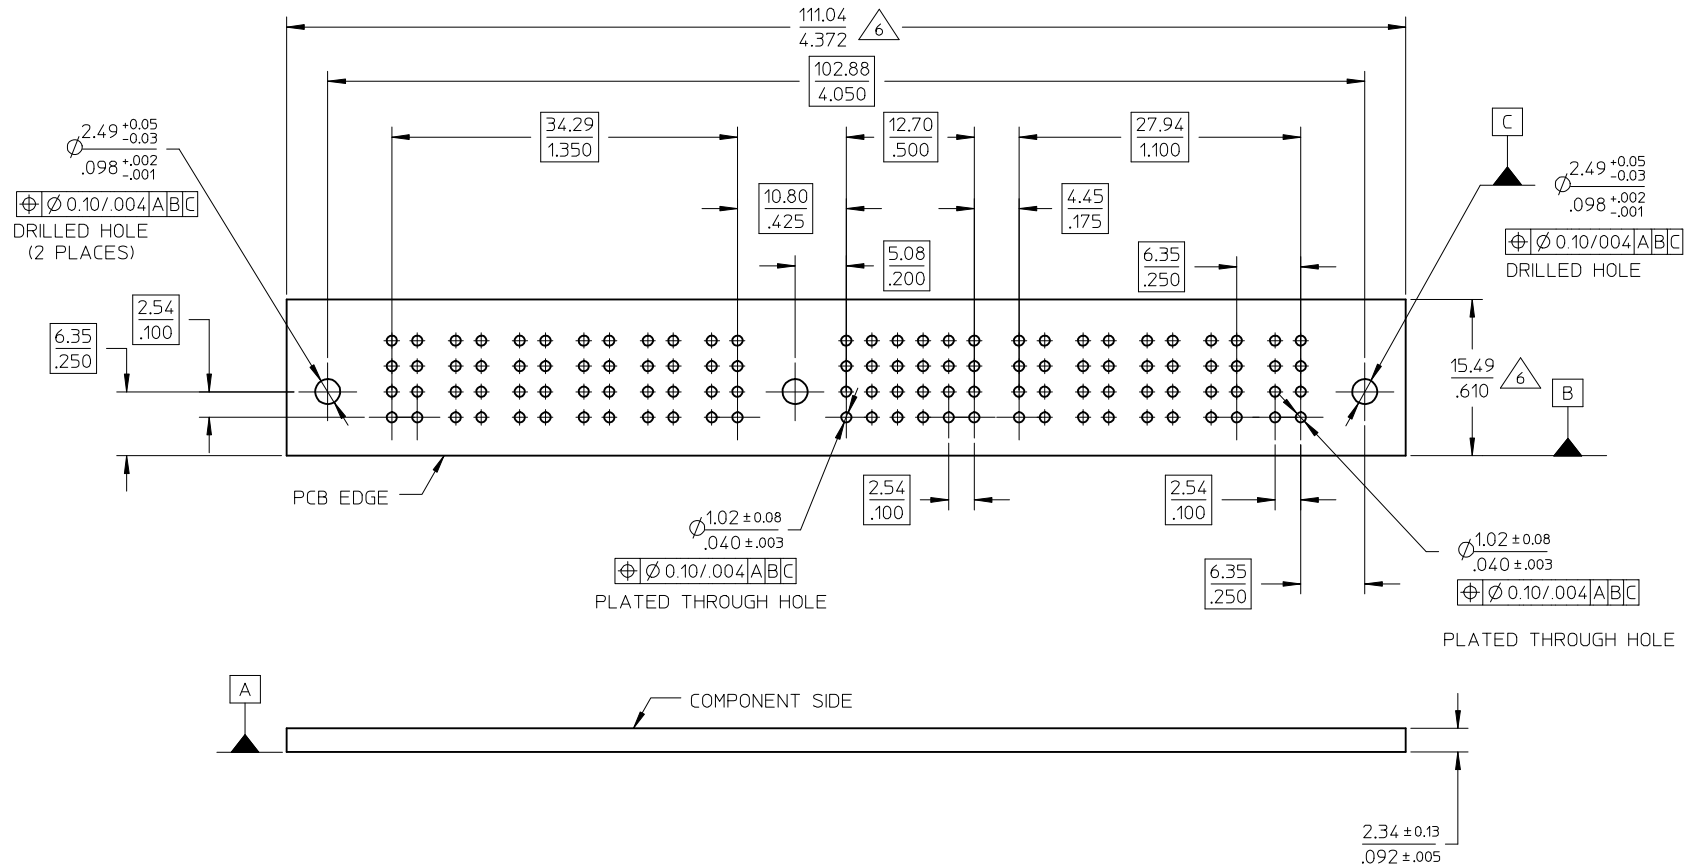 111.04
4.372
6
102.88
4.050
34.29
1.350
12.70
.500
27.94
1.100
C
⌀2.49 +0.05 -0.03
.098 +.002 -.001
⌖ ⌀ 0.10/.004 A B C
DRILLED HOLE
(2 PLACES)
10.80
.425
4.45
.175
⌀2.49 +0.05 -0.03
.098 +.002 -.001
⌖ ⌀ 0.10/004 A B C
DRILLED HOLE
5.08
.200
6.35
.250
2.54
.100
6.35
.250
15.49
.610
6
B
PCB EDGE
2.54
.100
2.54
.100
⌀1.02 ±0.08
.040 ±.003
⌖ ⌀ 0.10/.004 A B C
PLATED THROUGH HOLE
6.35
.250
⌀1.02 ±0.08
.040 ±.003
⌖ ⌀ 0.10/.004 A B C
PLATED THROUGH HOLE
A
COMPONENT SIDE
2.34 ±0.13
.092 ±.005